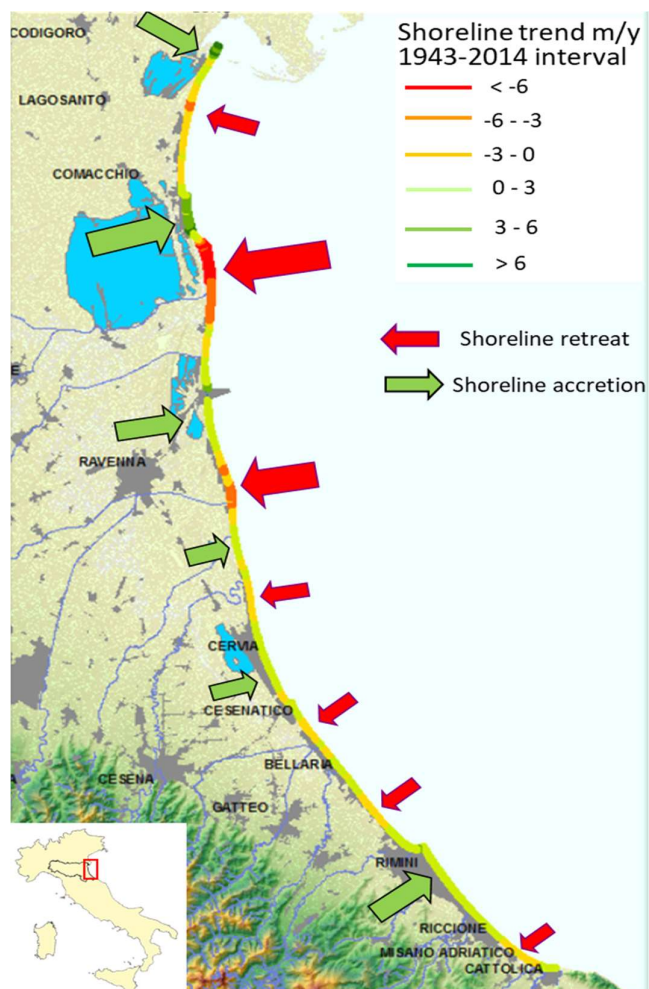 CODIGORO
Shoreline trend m/y
1943-2014 interval
< -6
-6 - -3
-3 - 0
0 - 3
3 - 6
> 6
LAGOSANTO
COMACCHIO
Shoreline retreat
Shoreline accretion
RAVENNA
CERVIA
CESENATICO
BELLARIA
CESENA
GATTEO
RIMINI
RICCIONE
MISANO ADRIATICO
CATTOLICA